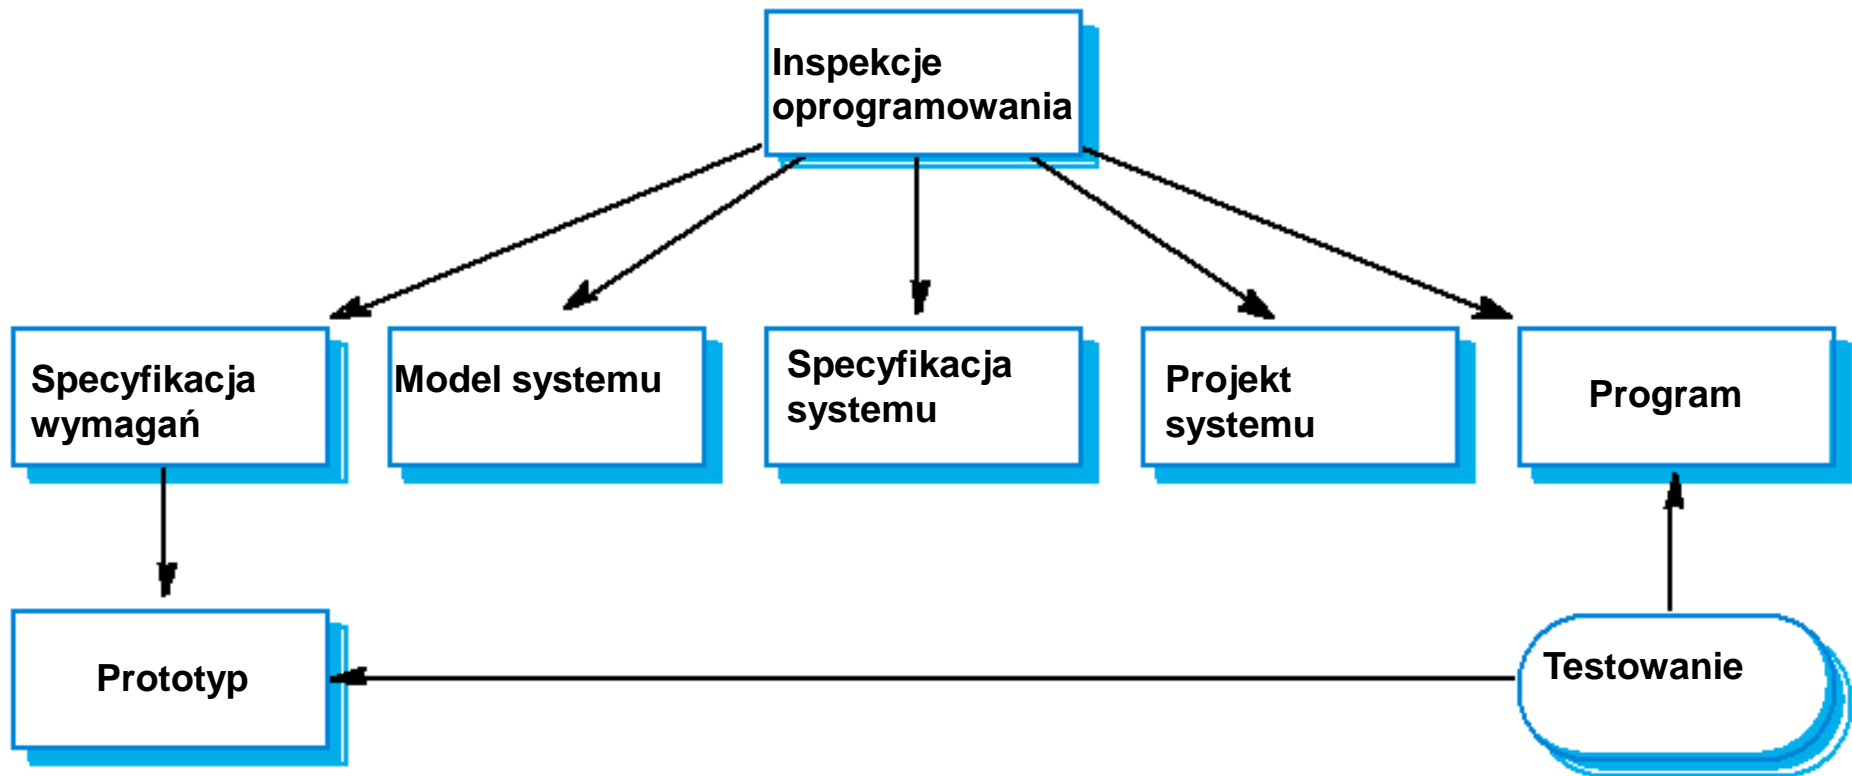 Inspekcje
oprogramowania
Specyfikacja
wymagań
Model systemu
Specyfikacja
systemu
Projekt
systemu
Program
Prototyp
Testowanie